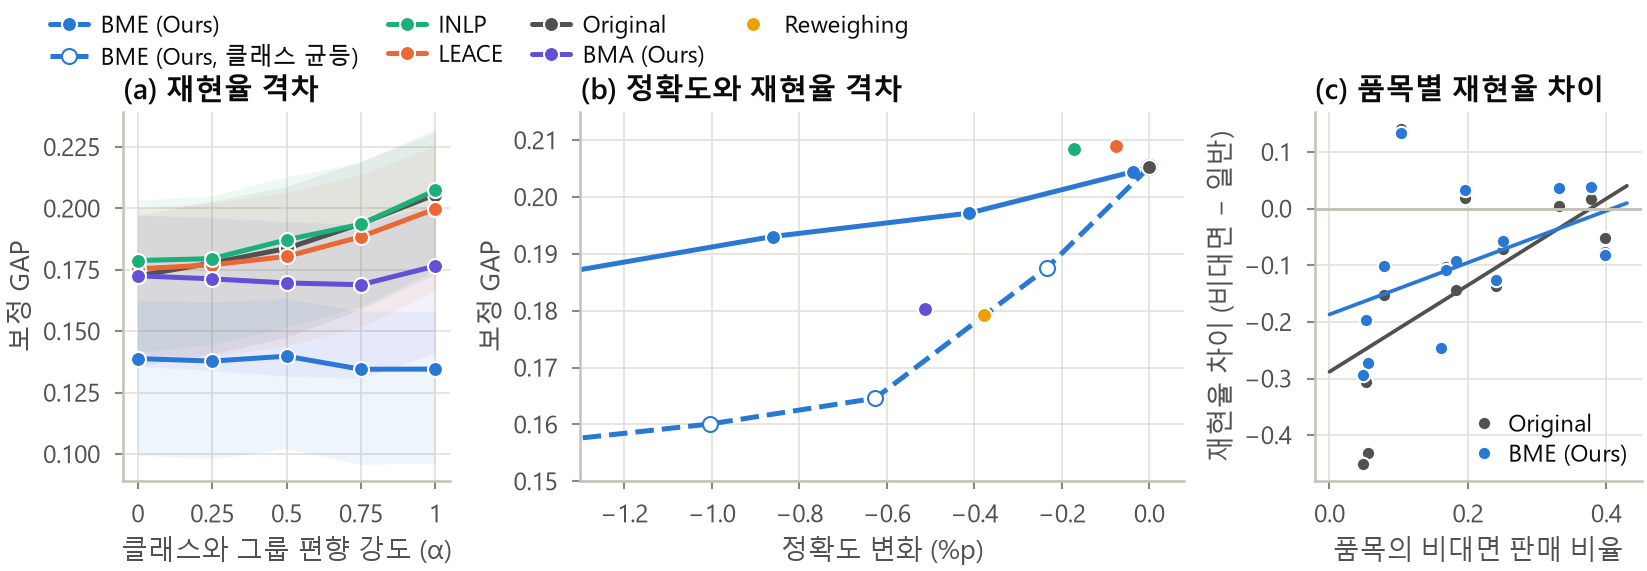 BME (Ours)
BME (Ours, 클래스 균등)
INLP
LEACE
Original
BMA (Ours)
Reweighing
(a) 재현율 격차
보정 GAP
0.225
0.200
0.175
0.150
0.125
0.100
0
0.25
0.5
0.75
1
클래스와 그룹 편향 강도 (α)
(b) 정확도와 재현율 격차
보정 GAP
0.21
0.20
0.19
0.18
0.17
0.16
0.15
−1.2
−1.0
−0.8
−0.6
−0.4
−0.2
0.0
정확도 변화 (%p)
(c) 품목별 재현율 차이
재현율 차이 (비대면 − 일반)
0.1
0.0
−0.1
−0.2
−0.3
−0.4
Original
BME (Ours)
0.0
0.2
0.4
품목의 비대면 판매 비율